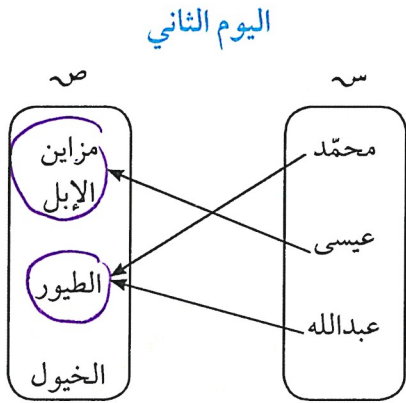 اليوم الثاني
س
ص
محمّد
عيسى
عبدالله
مزاين
الإبل
الطيور
الخيول